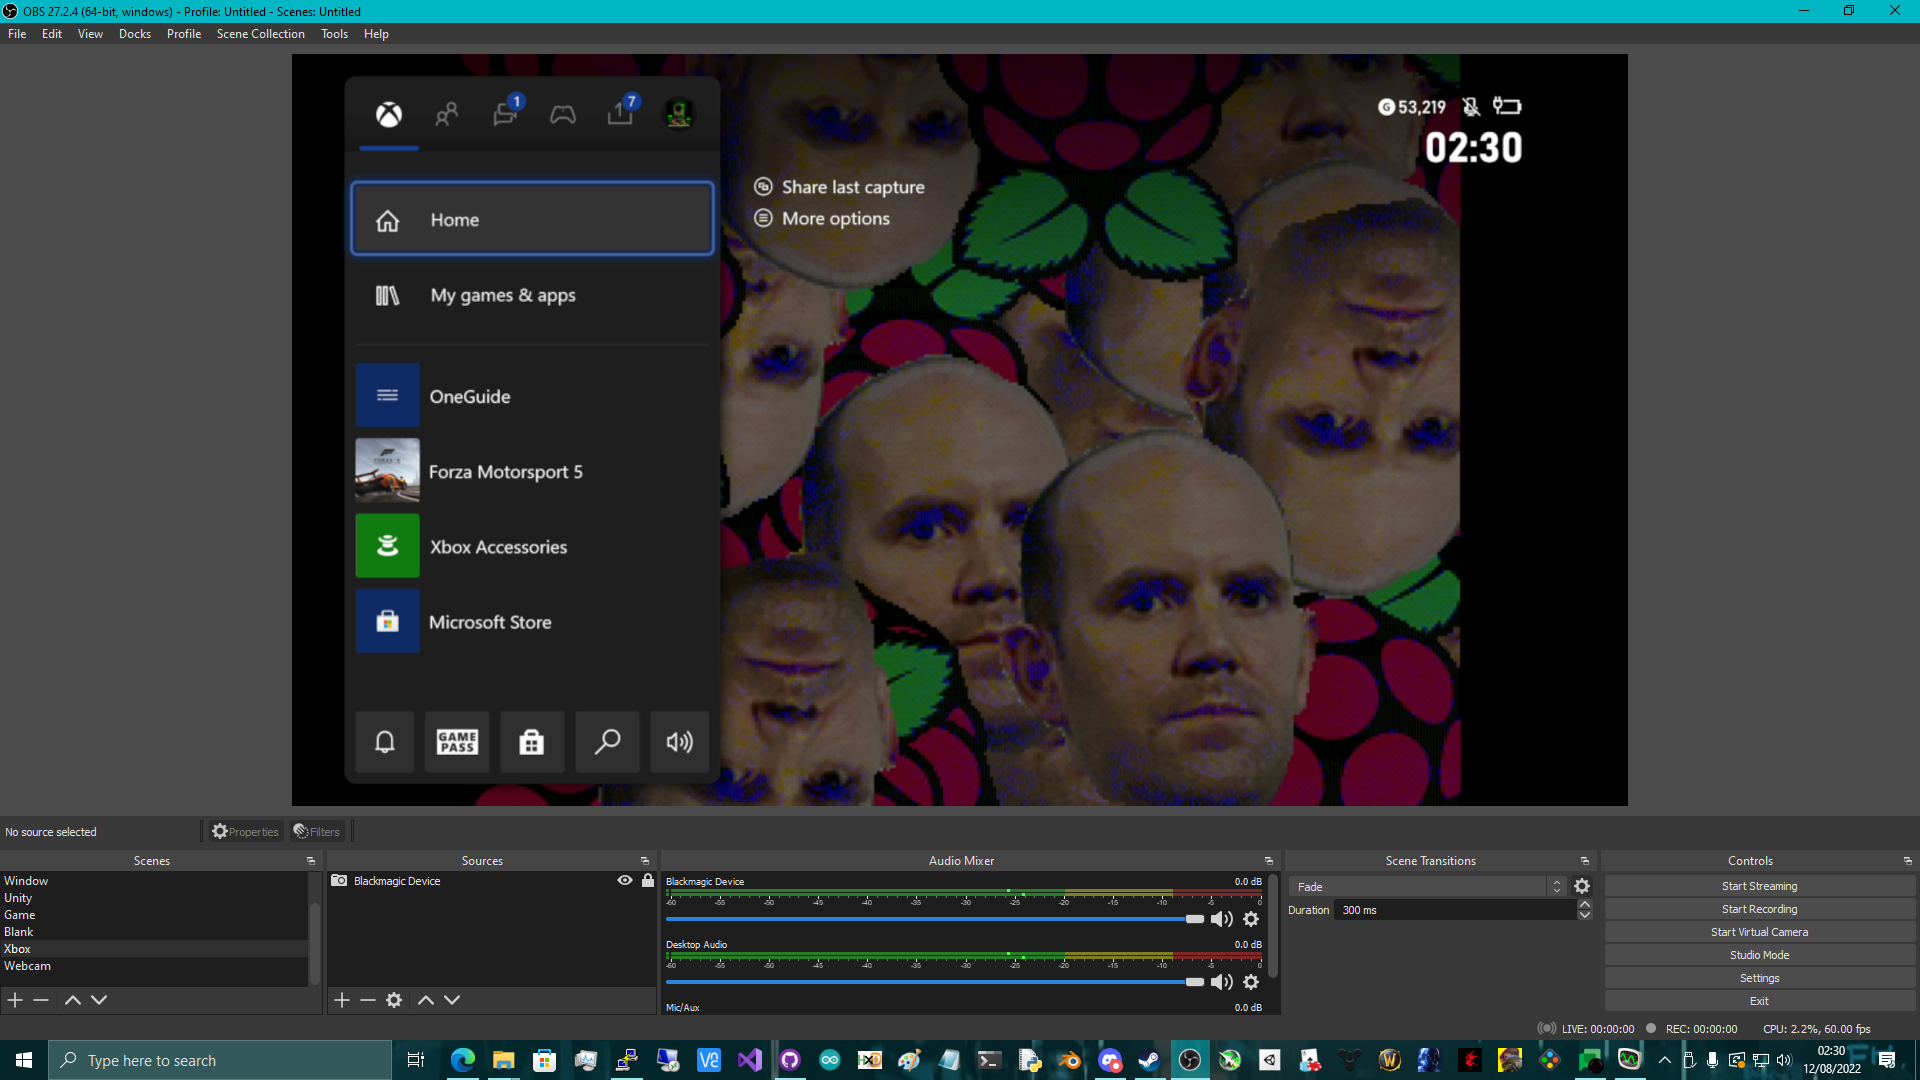 OBS 27.2.4 (64-bit, windows) - Profile: Untitled - Scenes: Untitled
File Edit View Docks Profile Scene Collection Tools Help
1
7
G 53,219
02:30
Share last capture
More options
Home
My games & apps
OneGuide
Forza Motorsport 5
Xbox Accessories
Microsoft Store
GAME PASS
No source selected
Properties
Filters
Scenes
Window
Unity
Game
Blank
Xbox
Webcam
Sources
Blackmagic Device
Audio Mixer
Blackmagic Device 0.0 dB
-60 -55 -50 -45 -40 -35 -30 -25 -20 -15 -10 -5 0
Desktop Audio 0.0 dB
-60 -55 -50 -45 -40 -35 -30 -25 -20 -15 -10 -5 0
Mic/Aux 0.0 dB
Scene Transitions
Fade
Duration 300 ms
Controls
Start Streaming
Start Recording
Start Virtual Camera
Studio Mode
Settings
Exit
LIVE: 00:00:00 REC: 00:00:00 CPU: 2.2%, 60.00 fps
Type here to search
02:30
12/08/2022